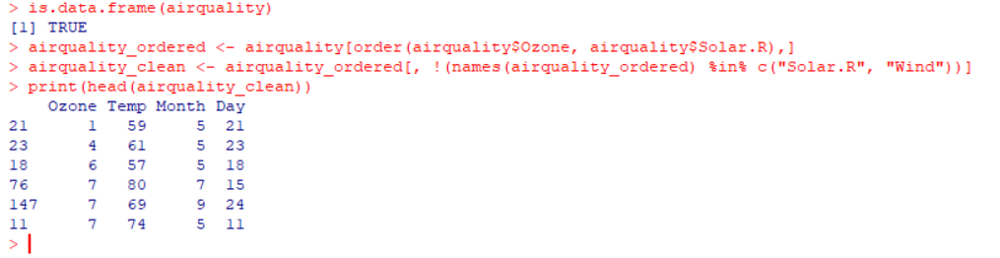 > is.data.frame(airquality)
[1] TRUE
> airquality_ordered <- airquality[order(airquality$Ozone, airquality$Solar.R),]
> airquality_clean <- airquality_ordered[, !(names(airquality_ordered) %in% c("Solar.R", "Wind"))]
> print(head(airquality_clean))
    Ozone Temp Month Day
21      1   59     5  21
23      4   61     5  23
18      6   57     5  18
76      7   80     7  15
147     7   69     9  24
11      7   74     5  11
>